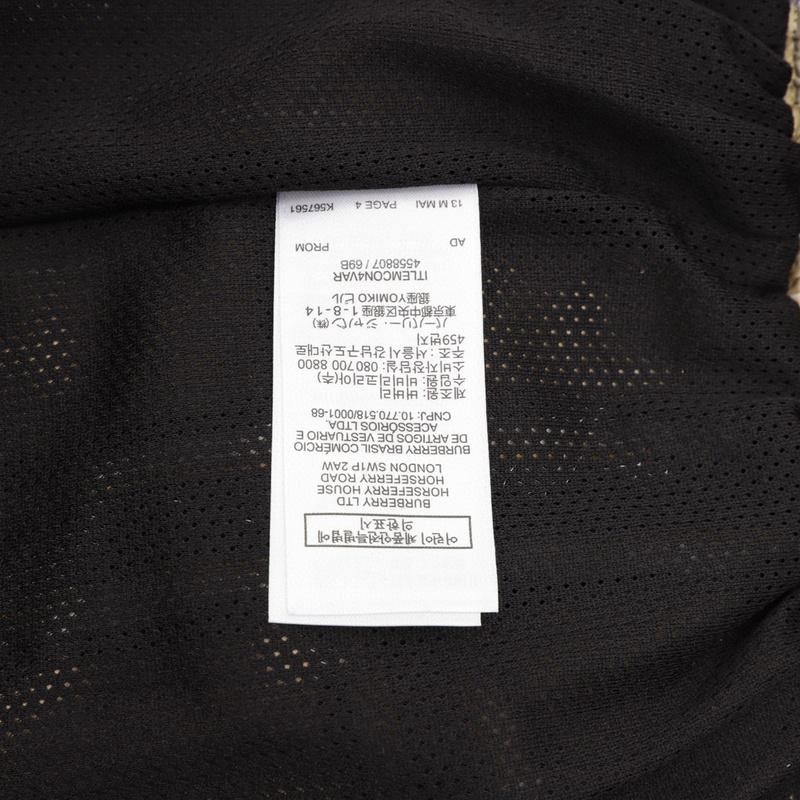 어린이 제품안전특별법에
의한표시
BURBERRY LTD
HORSEFERRY HOUSE
HORSEFERRY ROAD
LONDON SW1P 2AW
BURBERRY BRASIL COMÉRCIO
DE ARTIGOS DE VESTUARIO E
ACESSÓRIOS LTDA.
CNPJ: 10.770.518/0001-68
제조원: 버버리
수입원: 버버리코리아(주)
소비자상담실: 080 700 8800
주소: 서울시 강남구도산대로
459번지
バーバリー・ジャパン㈱
東京都中央区銀座1-8-14
銀座YOMIKOビル
ITLEMCON4VAR
4558807 / 69B
AD PROM
13 M MAI PAGE 4 K567561